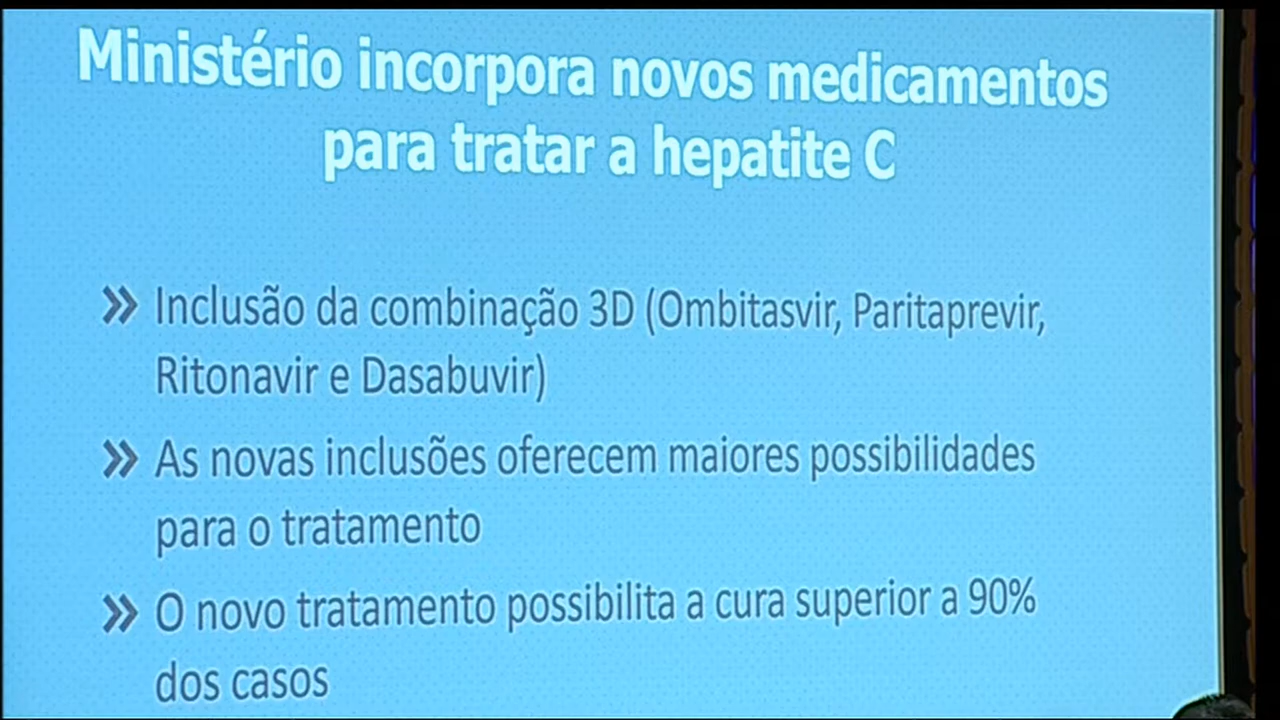 Ministério incorpora novos medicamentos
para tratar a hepatite C
» Inclusão da combinação 3D (Ombitasvir, Paritaprevir,
Ritonavir e Dasabuvir)
» As novas inclusões oferecem maiores possibilidades
para o tratamento
» O novo tratamento possibilita a cura superior a 90%
dos casos